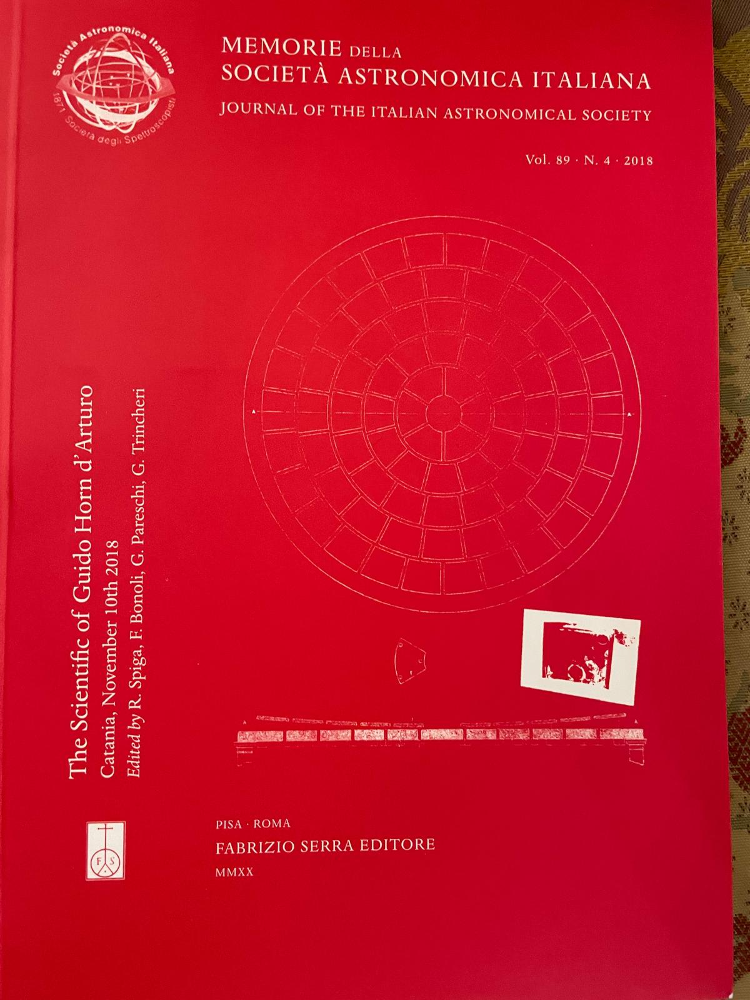 Società Astronomica Italiana
1871 Società degli Spettroscopisti
MEMORIE DELLA
SOCIETÀ ASTRONOMICA ITALIANA
JOURNAL OF THE ITALIAN ASTRONOMICAL SOCIETY
Vol. 89 · N. 4 · 2018
The Scientific of Guido Horn d'Arturo
Catania, November 10th 2018
Edited by R. Spiga, F. Bonoli, G. Pareschi, G. Trincheri
A
A
A
A
F S
PISA · ROMA
FABRIZIO SERRA EDITORE
MMXX